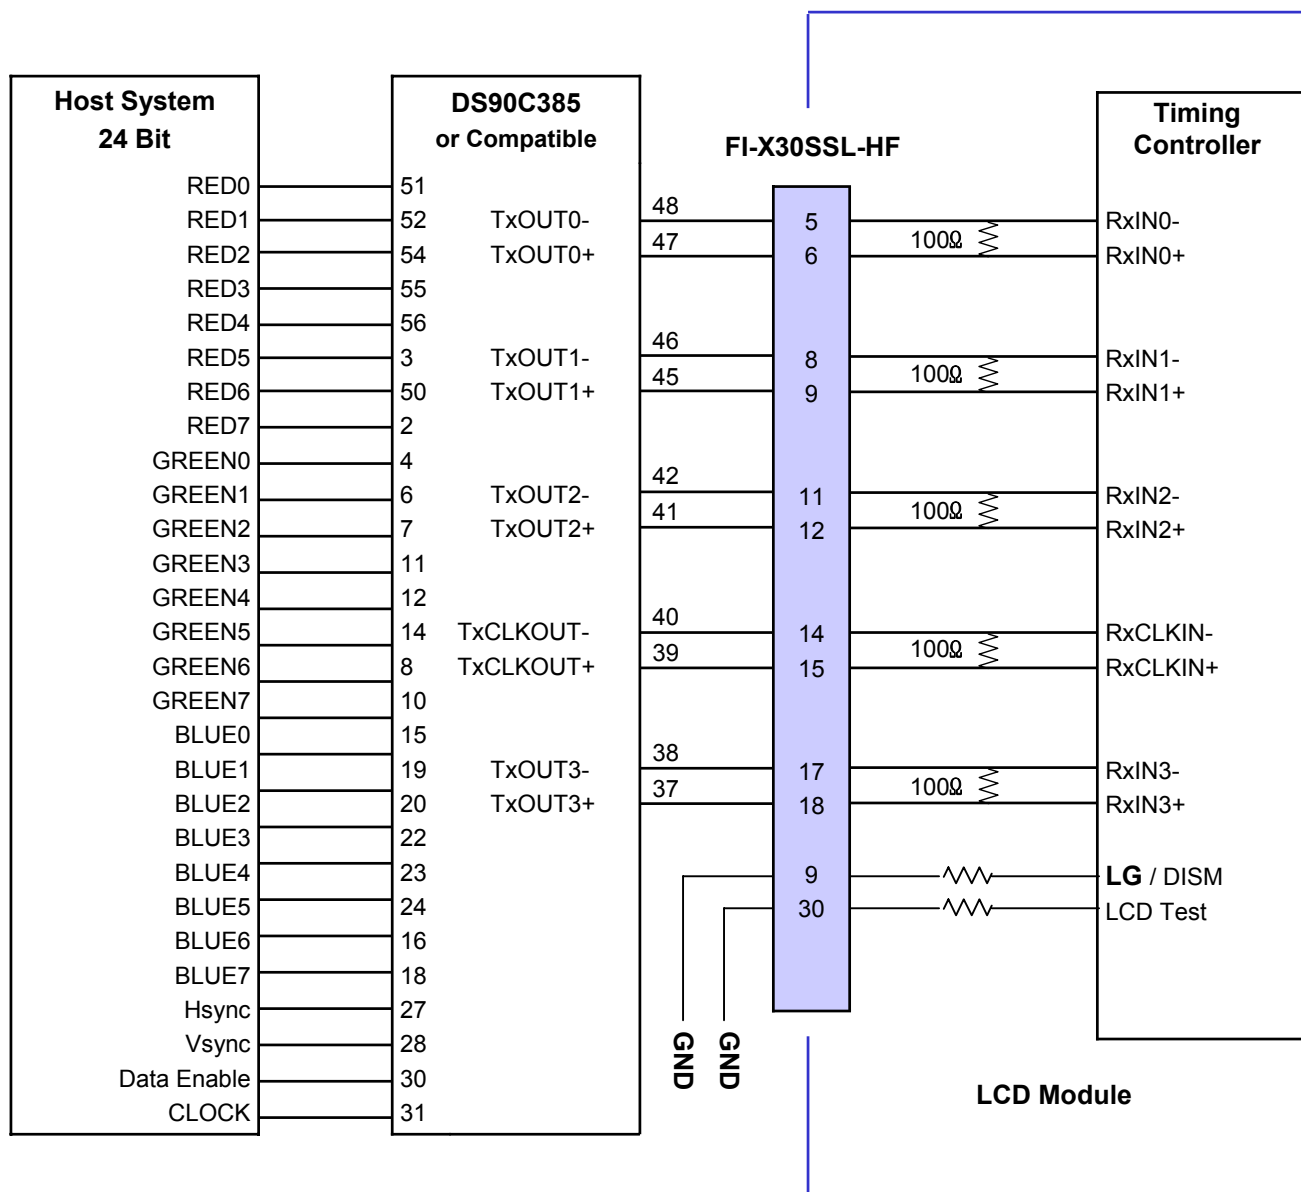 Host System
24 Bit
RED0
RED1
RED2
RED3
RED4
RED5
RED6
RED7
GREEN0
GREEN1
GREEN2
GREEN3
GREEN4
GREEN5
GREEN6
GREEN7
BLUE0
BLUE1
BLUE2
BLUE3
BLUE4
BLUE5
BLUE6
BLUE7
Hsync
Vsync
Data Enable
CLOCK
DS90C385
or Compatible
51
52
54
55
56
3
50
2
4
6
7
11
12
14
8
10
15
19
20
22
23
24
16
18
27
28
30
31
TxOUT0-
TxOUT0+
TxOUT1-
TxOUT1+
TxOUT2-
TxOUT2+
TxCLKOUT-
TxCLKOUT+
TxOUT3-
TxOUT3+
48
47
46
45
42
41
40
39
38
37
GND
GND
FI-X30SSL-HF
5
6
8
9
11
12
14
15
17
18
9
30
100Ω
100Ω
100Ω
100Ω
100Ω
Timing
Controller
RxIN0-
RxIN0+
RxIN1-
RxIN1+
RxIN2-
RxIN2+
RxCLKIN-
RxCLKIN+
RxIN3-
RxIN3+
LG / DISM
LCD Test
LCD Module